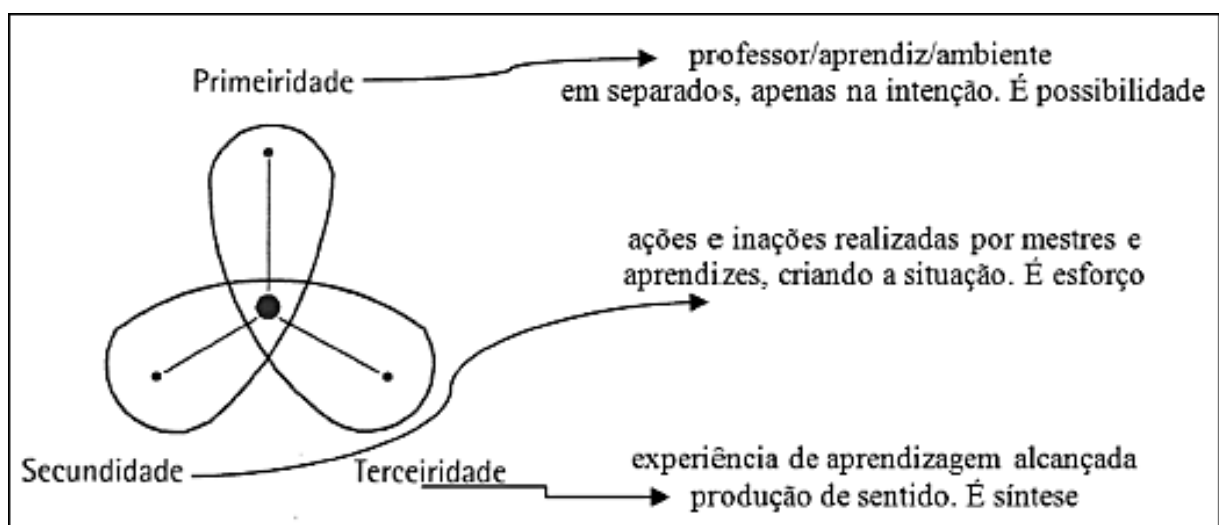 Primeiridade
professor/aprendiz/ambiente
em separados, apenas na intenção. É possibilidade
ações e inações realizadas por mestres e
aprendizes, criando a situação. É esforço
Secundidade
Terceiridade
experiência de aprendizagem alcançada
produção de sentido. É síntese